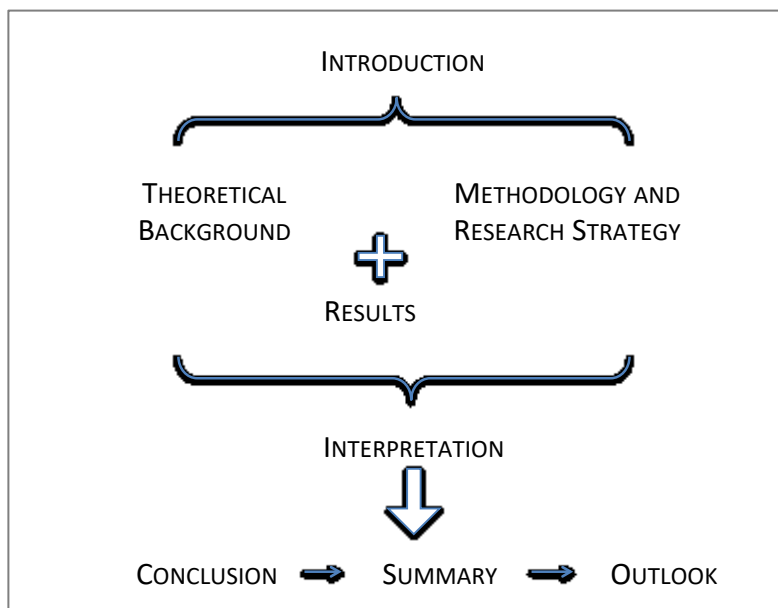 INTRODUCTION
THEORETICAL
BACKGROUND
METHODOLOGY AND
RESEARCH STRATEGY
RESULTS
INTERPRETATION
CONCLUSION
SUMMARY
OUTLOOK